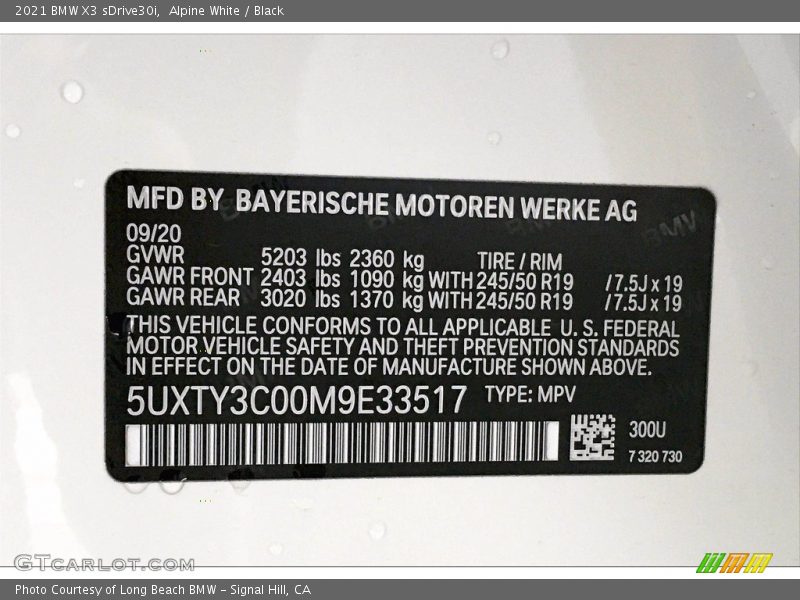 2021 BMW X3 sDrive30i,  Alpine White / Black
MFD BY BAYERISCHE MOTOREN WERKE AG
09/20
GVWR 5203 lbs 2360 kg TIRE / RIM
GAWR FRONT 2403 lbs 1090 kg WITH 245/50 R19 / 7.5J x 19
GAWR REAR 3020 lbs 1370 kg WITH 245/50 R19 / 7.5J x 19
THIS VEHICLE CONFORMS TO ALL APPLICABLE U. S. FEDERAL
MOTOR VEHICLE SAFETY AND THEFT PREVENTION STANDARDS
IN EFFECT ON THE DATE OF MANUFACTURE SHOWN ABOVE.
5UXTY3C00M9E33517 TYPE: MPV
300U
7 320 730
GTCARLOT.COM
Photo Courtesy of Long Beach BMW – Signal Hill, CA